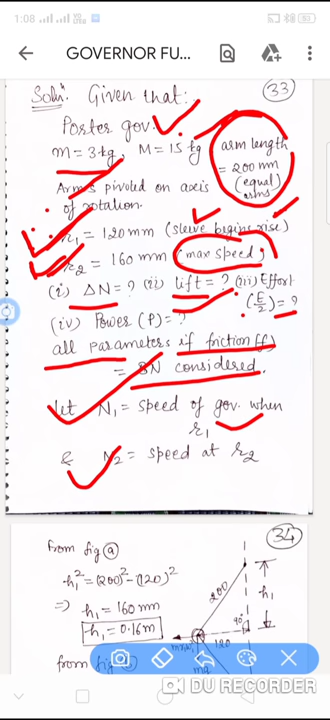 1:08
GOVERNOR FU...
33
Soln. Given that:
Porter gov.
m = 3 kg, M = 15 kg
arm length
= 200 mm
(equal)
arms
Arms pivoted on axis
of rotation.
r1 = 120 mm (sleeve begins rise)
r2 = 160 mm (max speed)
(i) ΔN = ? (ii) lift = ? (iii) Effort
(E/2) = ?
(iv) Power (P) = ?
all parameters if friction (f)
= 8N considered.
let N1 = speed of gov. when
r1
& N2 = speed at r2
34
from fig (a)
h1² = (200)² - (120)²
=> h1 = 160 mm
h1 = 0.16 m
from fig
200
h1
90°
120
mg
DU RECORDER